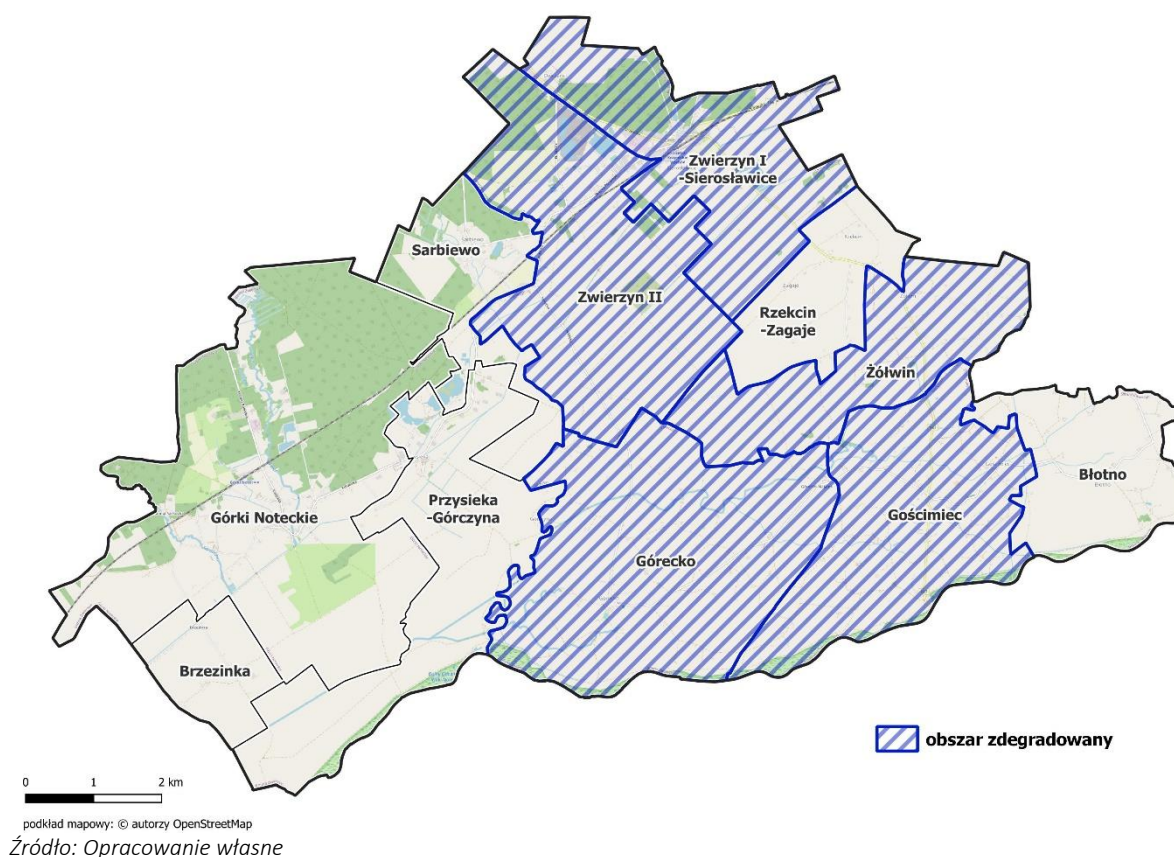 Zwierzyn I
-Sierosławice
Sarbiewo
Zwierzyn II
Rzekcin
-Zagaje
Żółwin
Błotno
Przysieka
-Górczyna
Górki Noteckie
Gościmiec
Górecko
Brzezinka
obszar zdegradowany
0 1 2 km
podkład mapowy: © autorzy OpenStreetMap
Źródło: Opracowanie własne